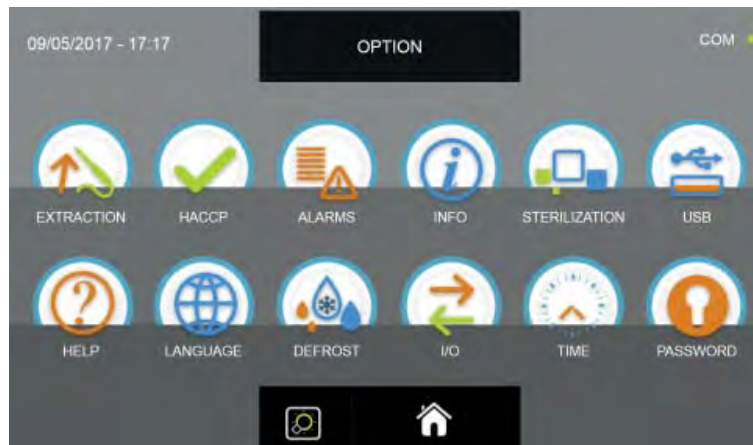 09/05/2017 - 17:17
OPTION
COM
EXTRACTION
HACCP
ALARMS
INFO
STERILIZATION
USB
HELP
LANGUAGE
DEFROST
I/O
TIME
PASSWORD